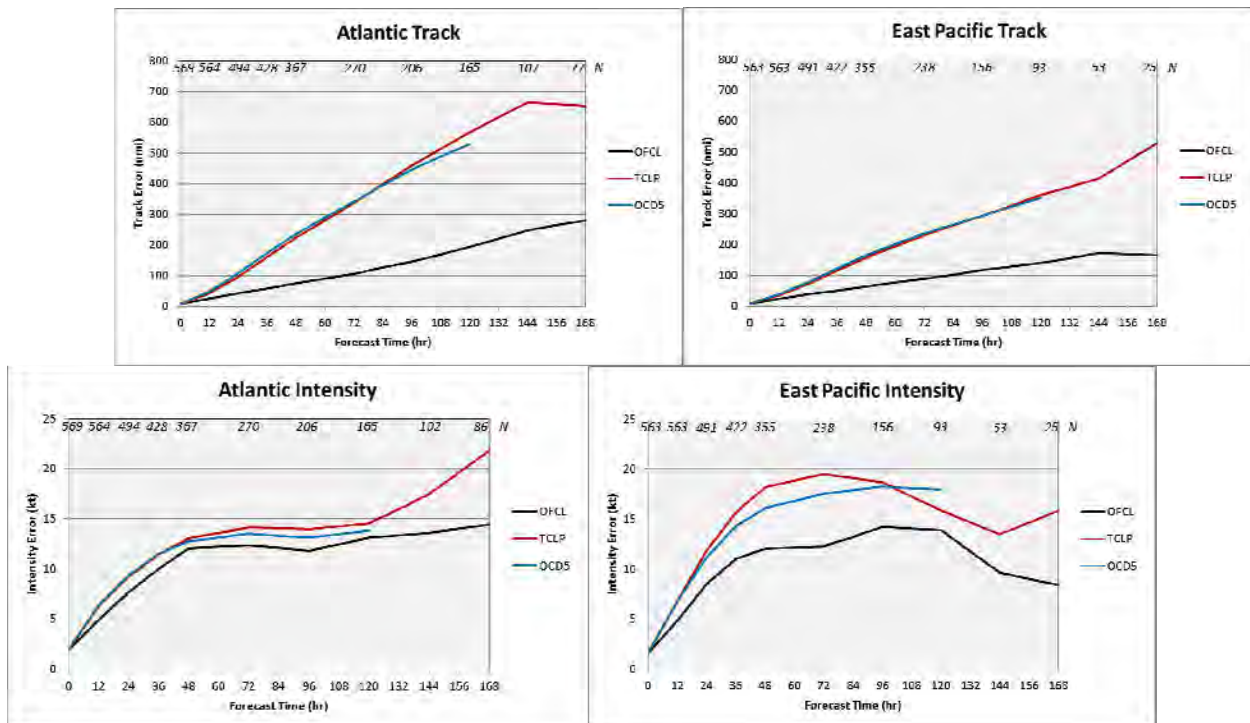 Atlantic Track
800
700
600
500
400
300
200
100
0
569 564 494 428 367 270 206 165 107 77 N
Track Error (nmi)
OFCL
TCLP
OCD5
0 12 24 36 48 60 72 84 96 108 120 132 144 156 168
Forecast Time (hr)
East Pacific Track
800
700
600
500
400
300
200
100
0
563 563 491 422 355 238 156 93 53 25 N
Track Error (nmi)
OFCL
TCLP
OCD5
0 12 24 36 48 60 72 84 96 108 120 132 144 156 168
Forecast Time (hr)
Atlantic Intensity
25
20
15
10
5
0
569 564 494 428 367 270 206 165 102 86 N
Intensity Error (kt)
OFCL
TCLP
OCD5
0 12 24 36 48 60 72 84 96 108 120 132 144 156 168
Forecast Time (hr)
East Pacific Intensity
25
20
15
10
5
0
563 563 491 422 355 238 156 93 53 25 N
Intensity Error (kt)
OFCL
TCLP
OCD5
0 12 24 36 48 60 72 84 96 108 120 132 144 156 168
Forecast Time (hr)